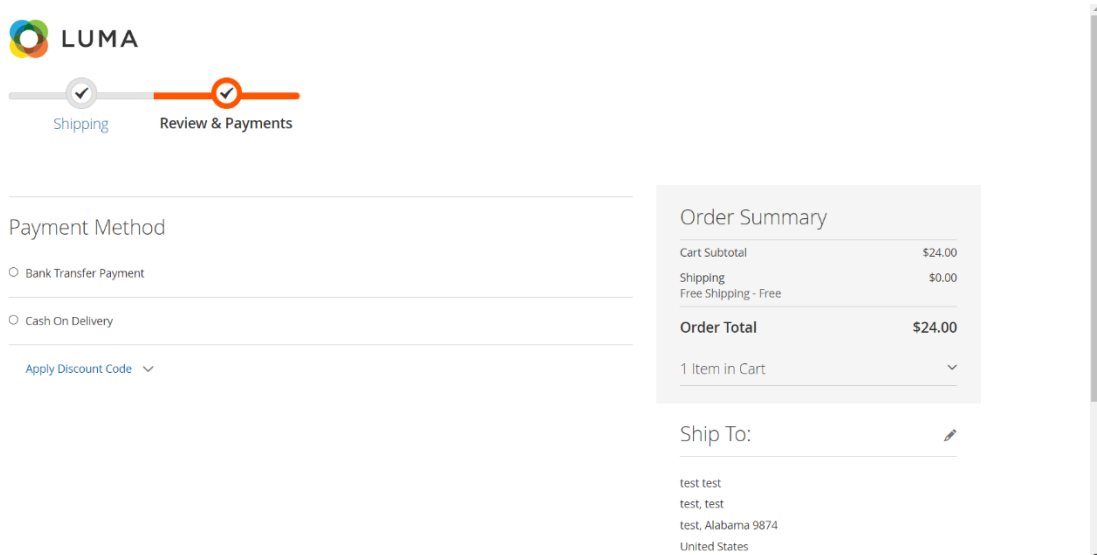 LUMA
Shipping
Review & Payments
Payment Method
Bank Transfer Payment
Cash On Delivery
Apply Discount Code
Order Summary
Cart Subtotal $24.00
Shipping $0.00
Free Shipping - Free
Order Total $24.00
1 Item in Cart
Ship To:
test test
test, test
test, Alabama 9874
United States